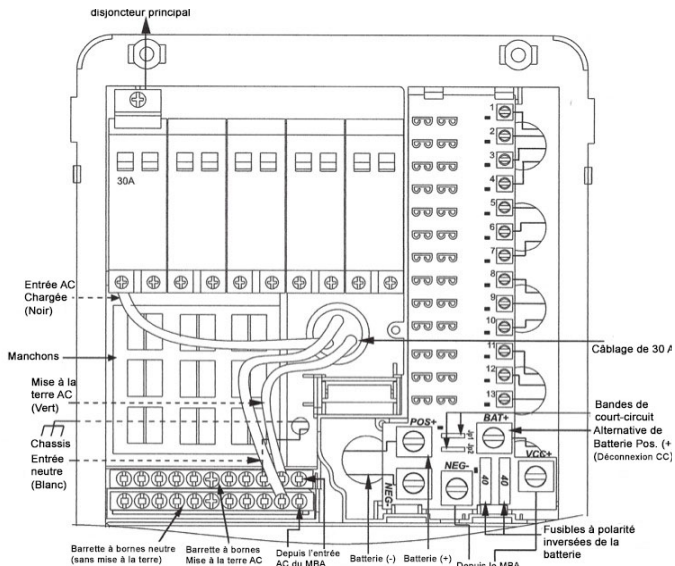 disjoncteur principal
30A
1
2
3
4
5
6
7
8
9
10
11
12
13
Entrée AC
Chargée
(Noir)
Manchons
Câblage de 30 A
Mise à la
terre AC
(Vert)
Chassis
Entrée
neutre
(Blanc)
Bandes de
court-circuit
Alternative de
Batterie Pos. (+
(Déconnexion CC)
POS+
BAT+
Jp1
Jp2
NEG-
NEG-
VCC+
40
40
Fusibles à polarité
inversées de la
batterie
Barrette à bornes neutre
(sans mise à la terre)
Barrette à bornes
Mise à la terre AC
Depuis l'entrée
AC du MBA
Batterie (-)
Batterie (+)
Depuis le MBA